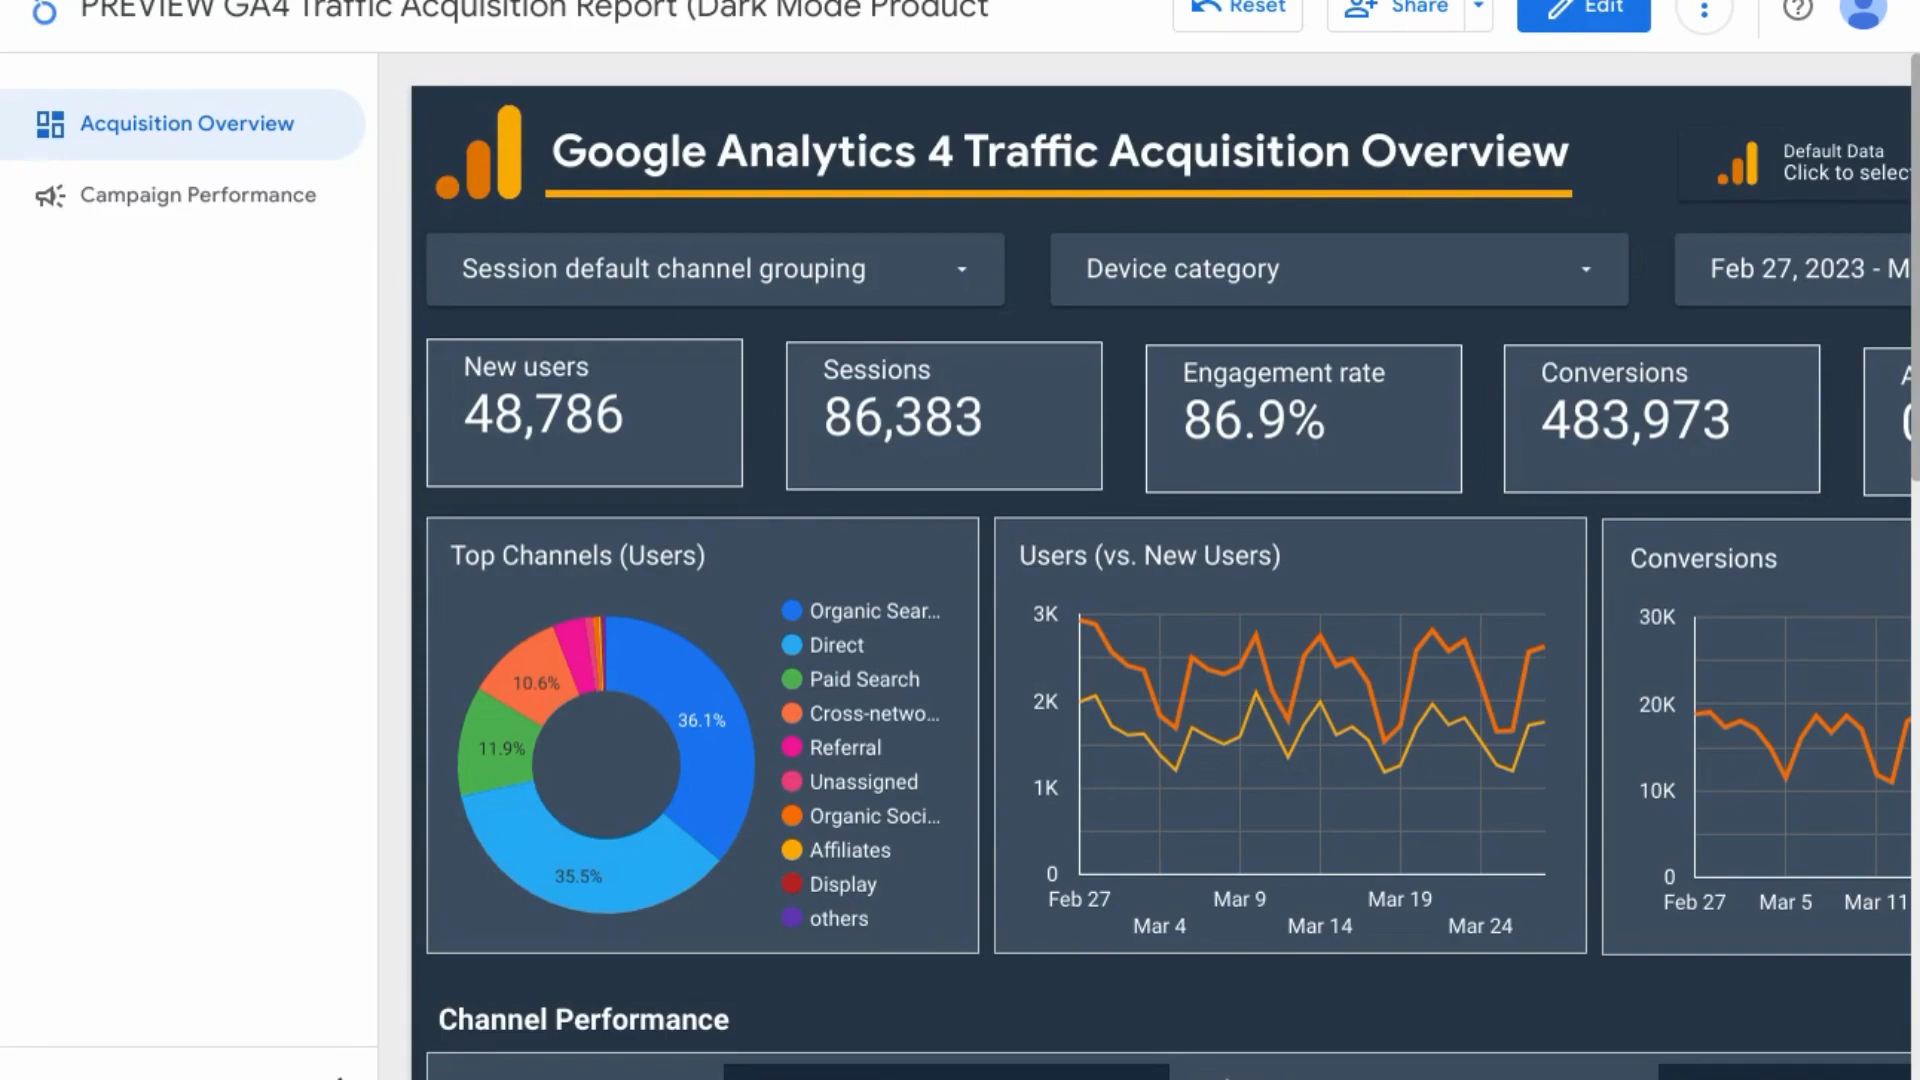 PREVIEW GA4 Traffic Acquisition Report (Dark Mode Product
Reset
Share
Edit
Acquisition Overview
Campaign Performance
Google Analytics 4 Traffic Acquisition Overview
Default Data
Click to selec
Session default channel grouping
Device category
Feb 27, 2023 - M
New users
48,786
Sessions
86,383
Engagement rate
86.9%
Conversions
483,973
Top Channels (Users)
36.1%
35.5%
11.9%
10.6%
Organic Sear...
Direct
Paid Search
Cross-netwo...
Referral
Unassigned
Organic Soci...
Affiliates
Display
others
Users (vs. New Users)
3K
2K
1K
0
Feb 27
Mar 4
Mar 9
Mar 14
Mar 19
Mar 24
Conversions
30K
20K
10K
0
Feb 27
Mar 5
Mar 11
Channel Performance